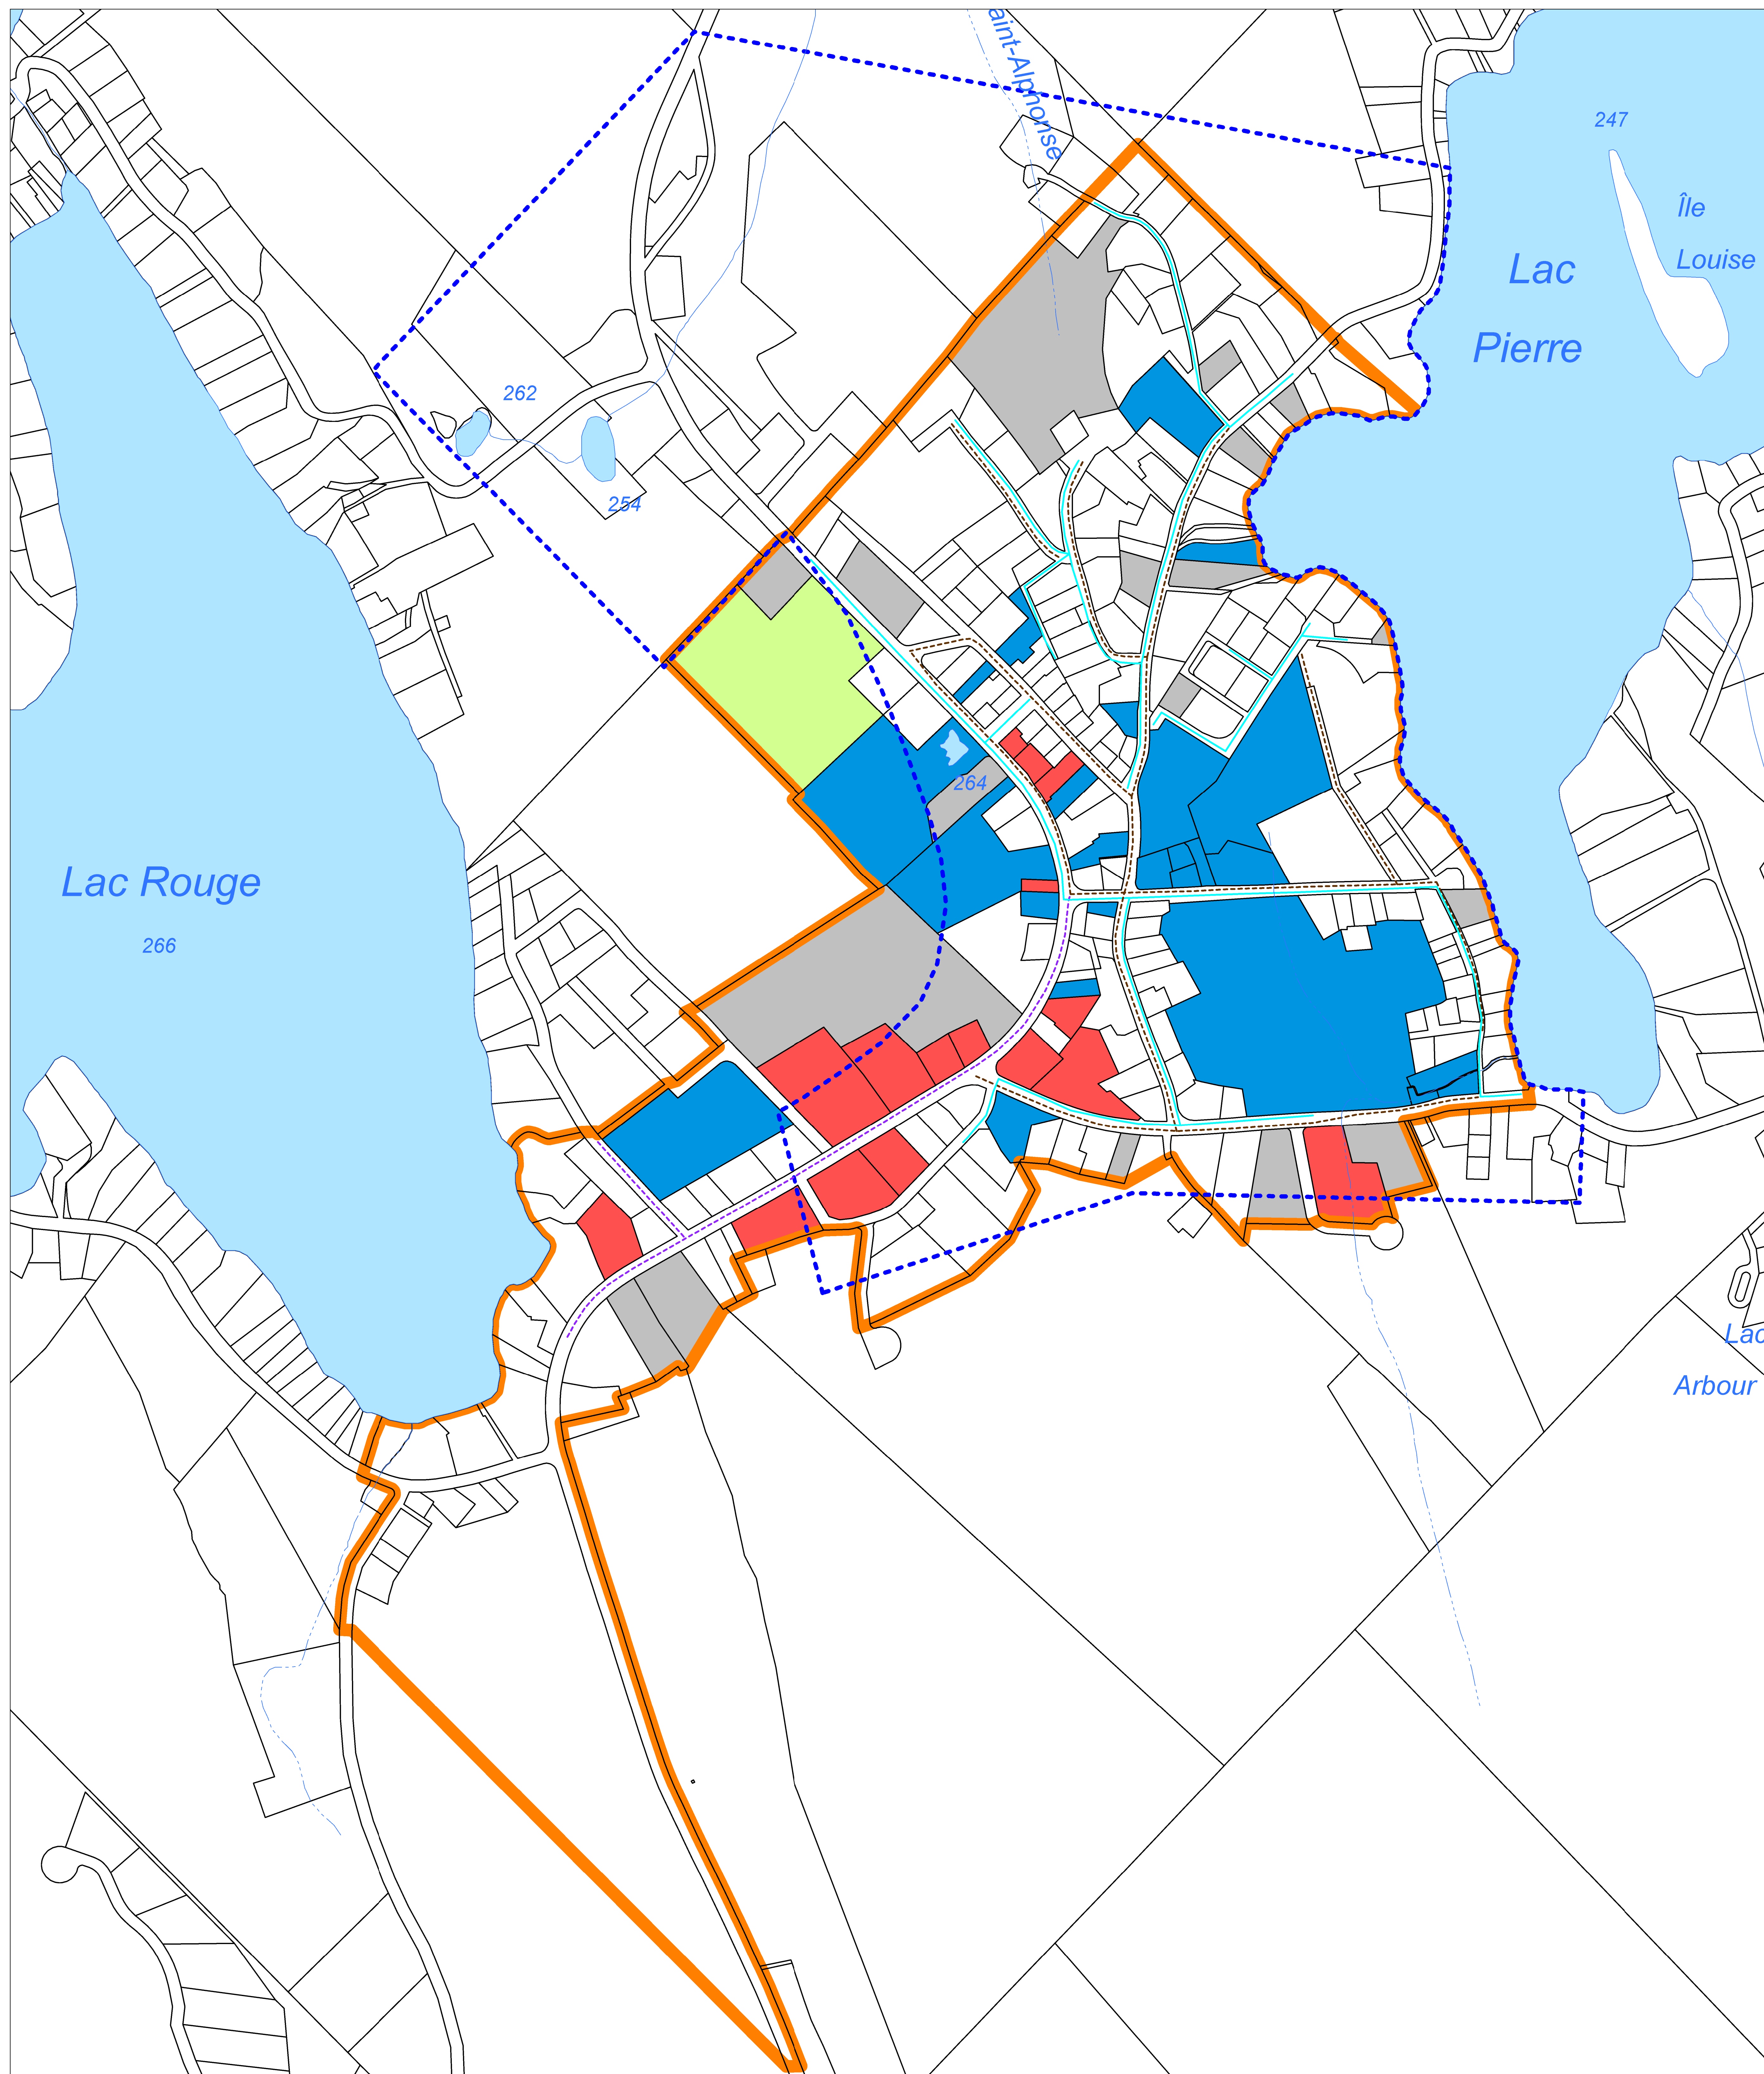 aint-Alphonse
247
Île
Louise
Lac
Pierre
262
254
264
Lac Rouge
266
Lac
Arbour